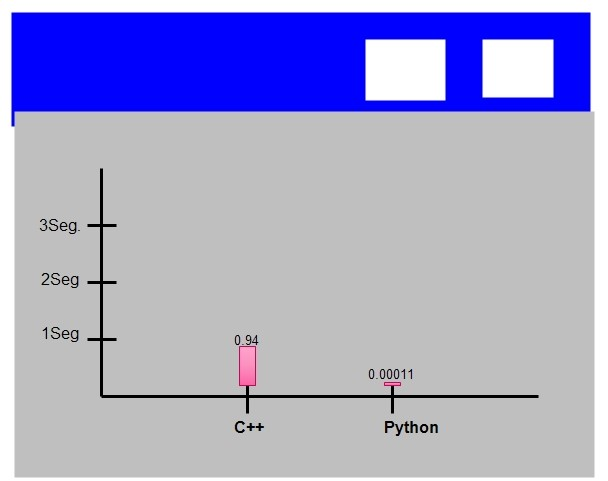 3Seg.
2Seg
1Seg
0.94
0.00011
C++
Python